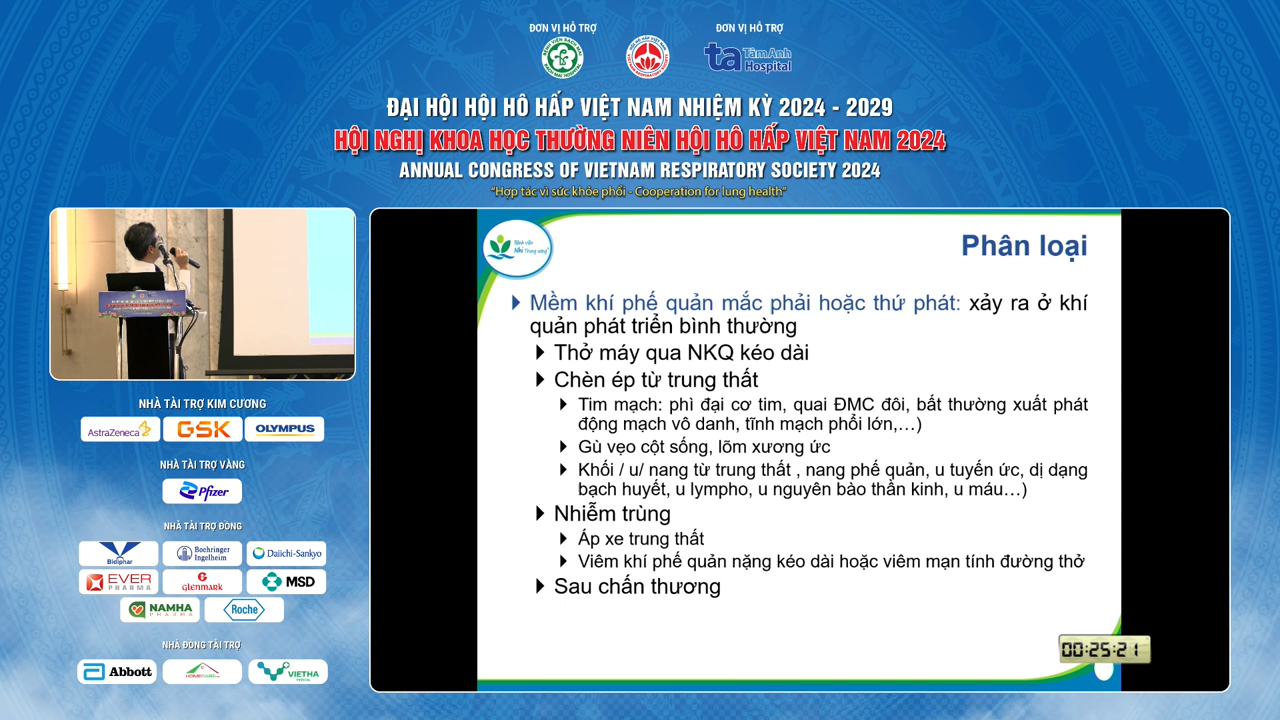 ĐƠN VỊ HỖ TRỢ
ĐƠN VỊ HỖ TRỢ
ta TâmAnh Hospital
ĐẠI HỘI HỘI HÔ HẤP VIỆT NAM NHIỆM KỲ 2024 - 2029
HỘI NGHỊ KHOA HỌC THƯỜNG NIÊN HỘI HÔ HẤP VIỆT NAM 2024
ANNUAL CONGRESS OF VIETNAM RESPIRATORY SOCIETY 2024
“Hợp tác vì sức khỏe phổi - Cooperation for lung health”
Bệnh viện
Nhi Trung ương
Phân loại
Mềm khí phế quản mắc phải hoặc thứ phát: xảy ra ở khí
quản phát triển bình thường
Thở máy qua NKQ kéo dài
Chèn ép từ trung thất
Tim mạch: phì đại cơ tim, quai ĐMC đôi, bất thường xuất phát
động mạch vô danh, tĩnh mạch phổi lớn,…)
Gù vẹo cột sống, lõm xương ức
Khối / u/ nang từ trung thất , nang phế quản, u tuyến ức, dị dạng
bạch huyết, u lympho, u nguyên bào thần kinh, u máu…)
Nhiễm trùng
Áp xe trung thất
Viêm khí phế quản nặng kéo dài hoặc viêm mạn tính đường thở
Sau chấn thương
00:25:21
NHÀ TÀI TRỢ KIM CƯƠNG
AstraZeneca GSK OLYMPUS
NHÀ TÀI TRỢ VÀNG
Pfizer
NHÀ TÀI TRỢ ĐỒNG
Bidiphar Boehringer Ingelheim Daiichi-Sankyo
EVER PHARMA GLENMARK MSD
NAMHA PHARMA Roche
NHÀ ĐỒNG TÀI TRỢ
Abbott VIETHA